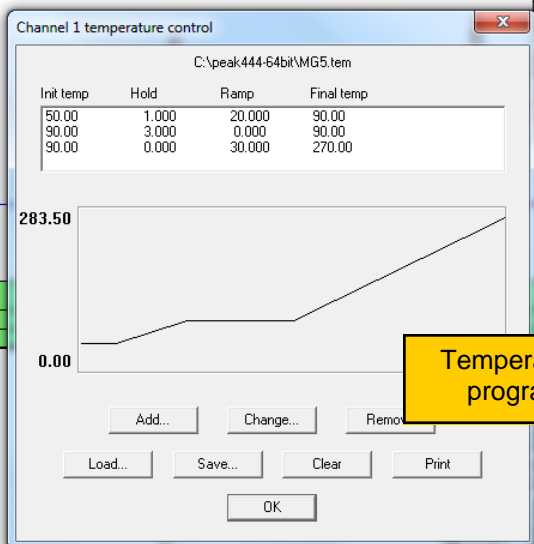 Channel 1 temperature control
C:\peak444-64bit\MG5.tem
Init temp Hold Ramp Final temp
50.00 1.000 20.000 90.00
90.00 3.000 0.000 90.00
90.00 0.000 30.000 270.00
283.50
0.00
Add... Change...
Load... Save... Clear Print
OK